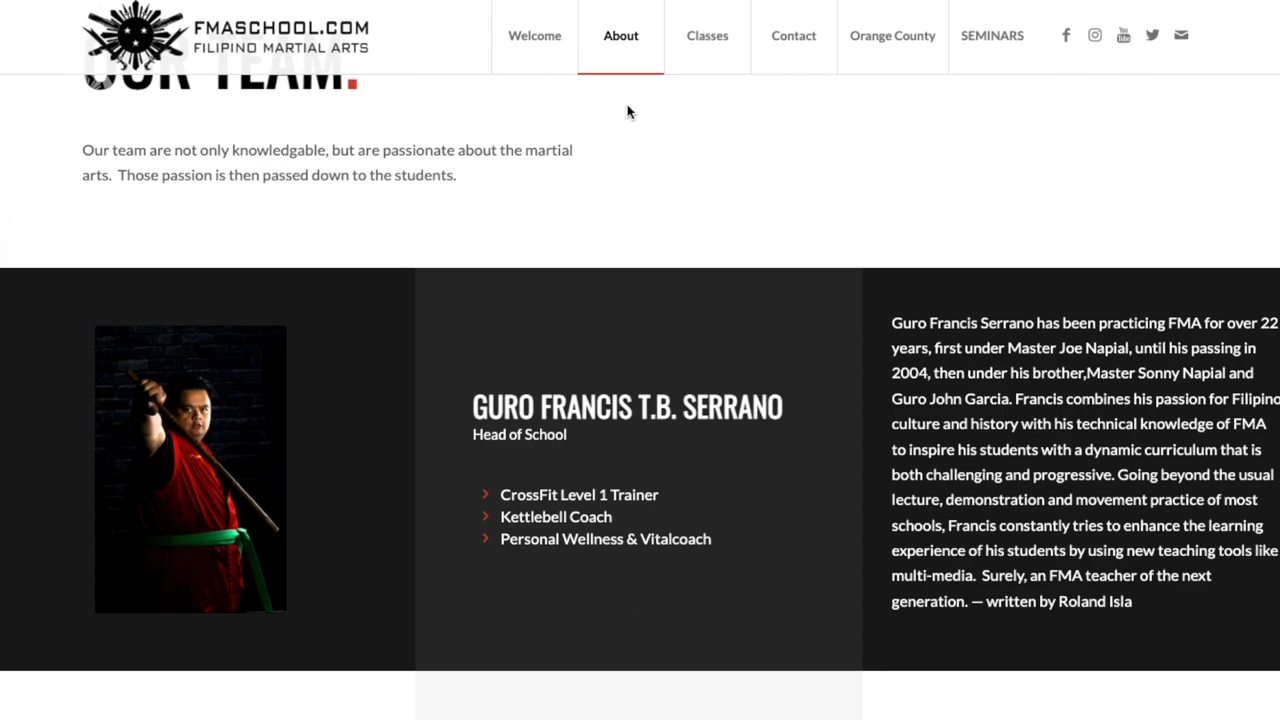 FMASCHOOL.COM
FILIPINO MARTIAL ARTS
Welcome
About
Classes
Contact
Orange County
SEMINARS
You
Tube
OUR TEAM.
Our team are not only knowledgable, but are passionate about the martial
arts.  Those passion is then passed down to the students.
GURO FRANCIS T.B. SERRANO
Head of School
CrossFit Level 1 Trainer
Kettlebell Coach
Personal Wellness & Vitalcoach
Guro Francis Serrano has been practicing FMA for over 22
years, first under Master Joe Napial, until his passing in
2004, then under his brother,Master Sonny Napial and
Guro John Garcia. Francis combines his passion for Filipino
culture and history with his technical knowledge of FMA
to inspire his students with a dynamic curriculum that is
both challenging and progressive. Going beyond the usual
lecture, demonstration and movement practice of most
schools, Francis constantly tries to enhance the learning
experience of his students by using new teaching tools like
multi-media.  Surely, an FMA teacher of the next
generation. — written by Roland Isla